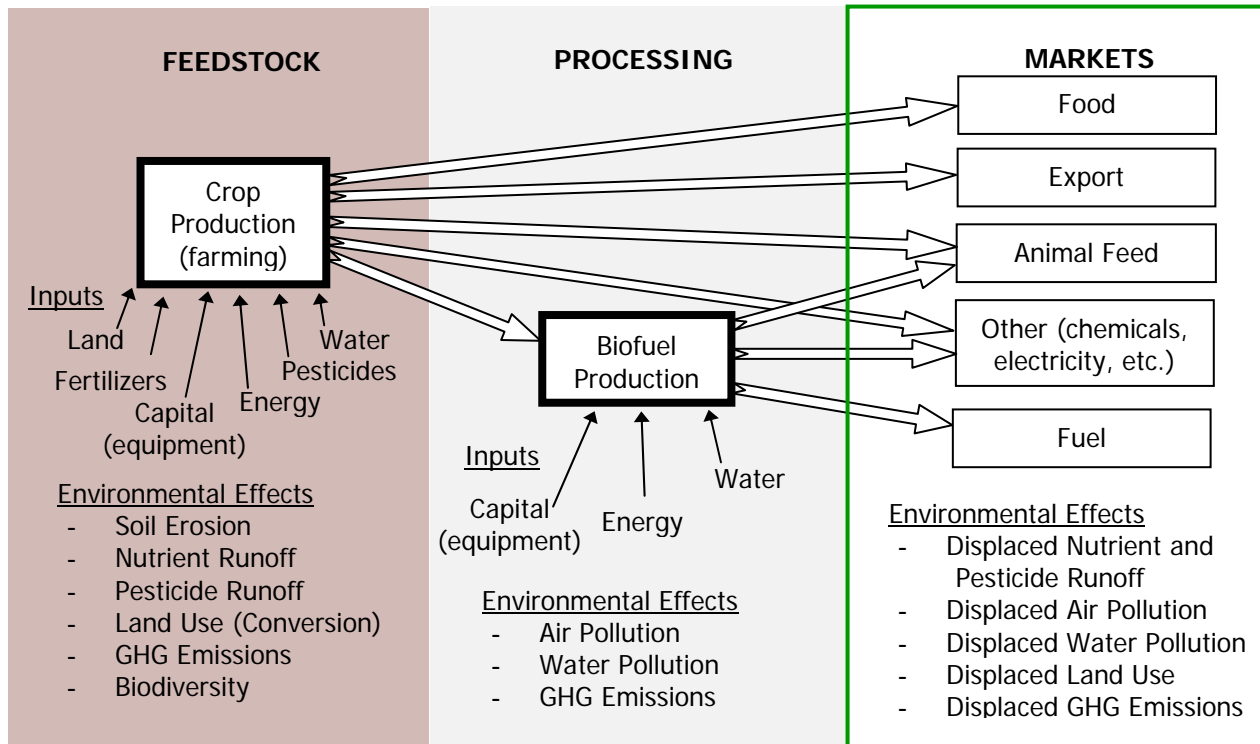 FEEDSTOCK
Crop
Production
(farming)
Inputs
Land
Fertilizers
Capital
(equipment)
Energy
Pesticides
Water
Environmental Effects
- Soil Erosion
- Nutrient Runoff
- Pesticide Runoff
- Land Use (Conversion)
- GHG Emissions
- Biodiversity
PROCESSING
Biofuel
Production
Inputs
Capital
(equipment)
Energy
Water
Environmental Effects
- Air Pollution
- Water Pollution
- GHG Emissions
MARKETS
Food
Export
Animal Feed
Other (chemicals,
electricity, etc.)
Fuel
Environmental Effects
- Displaced Nutrient and
Pesticide Runoff
- Displaced Air Pollution
- Displaced Water Pollution
- Displaced Land Use
- Displaced GHG Emissions